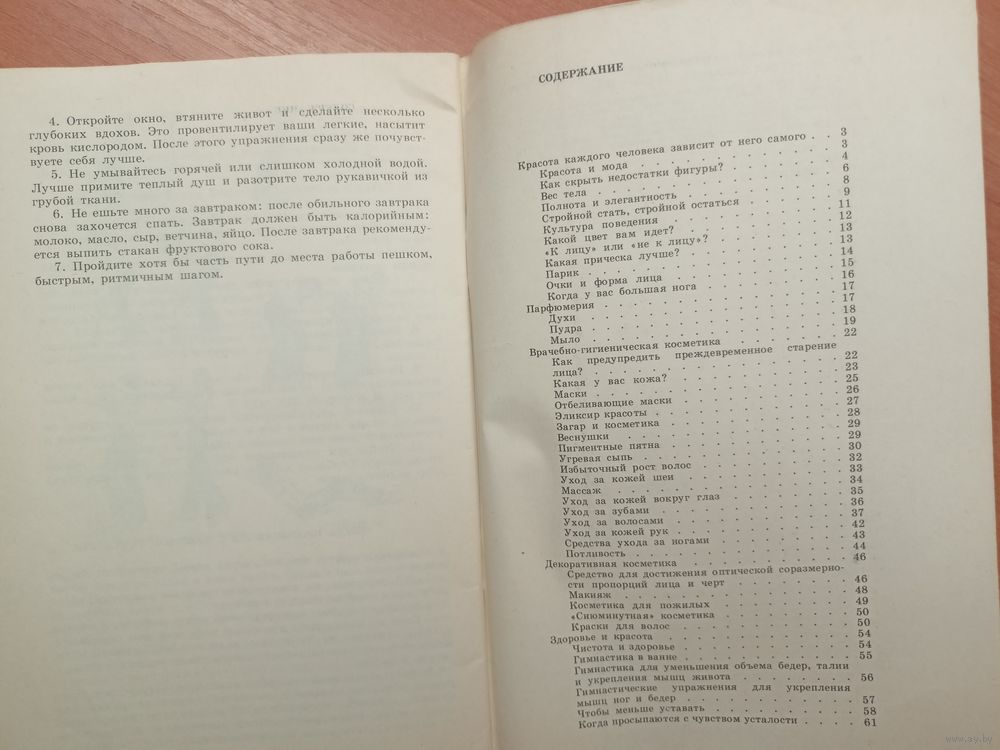 4. Откройте окно, втяните живот и сделайте несколько
глубоких вдохов. Это провентилирует ваши легкие, насытит
кровь кислородом. После этого упражнения сразу же почувст-
вуете себя лучше.
5. Не умывайтесь горячей или слишком холодной водой.
Лучше примите теплый душ и разотрите тело рукавичкой из
грубой ткани.
6. Не ешьте много за завтраком: после обильного завтрака
снова захочется спать. Завтрак должен быть калорийным:
молоко, масло, сыр, ветчина, яйцо. После завтрака рекоменду-
ется выпить стакан фруктового сока.
7. Пройдите хотя бы часть пути до места работы пешком,
быстрым, ритмичным шагом.
СОДЕРЖАНИЕ
Красота каждого человека зависит от него самого . . 3
Красота и мода . . . . . . . . . . 3
Как скрыть недостатки фигуры? . . . . . . 4
Вес тела . . . . . . . . . . 6
Полнота и элегантность . . . . . . . . 8
Стройной стать, стройной остаться . . . . . 9
Культура поведения . . . . . . . . 11
Какой цвет вам идет? . . . . . . . . 12
«К лицу» или «не к лицу»? . . . . . . . 13
Какая прическа лучше? . . . . . . . . 13
Парик . . . . . . . . . . 14
Очки и форма лица . . . . . . . . 15
Когда у вас большая нога . . . . . . . 16
Парфюмерия . . . . . . . . . . 17
Духи . . . . . . . . . . 17
Пудра . . . . . . . . . . 18
Мыло . . . . . . . . . . 19
Врачебно-гигиеническая косметика . . . . . . 22
Как предупредить преждевременное старение
лица? . . . . . . . . . . 22
Какая у вас кожа? . . . . . . . . 23
Маски . . . . . . . . . . 25
Отбеливающие маски . . . . . . . . 26
Эликсир красоты . . . . . . . . 27
Загар и косметика . . . . . . . . 28
Веснушки . . . . . . . . . 29
Пигментные пятна . . . . . . . . 29
Угревая сыпь . . . . . . . . 30
Избыточный рост волос . . . . . . . 32
Уход за кожей шеи . . . . . . . . 33
Массаж . . . . . . . . . 34
Уход за кожей вокруг глаз . . . . . . . 35
Уход за зубами . . . . . . . . 36
Уход за волосами . . . . . . . . 37
Уход за кожей рук . . . . . . . . 42
Средства ухода за ногами . . . . . . . 43
Потливость . . . . . . . . . 44
Декоративная косметика . . . . . . . . 46
Средство для достижения оптической соразмерно-
сти пропорций лица и черт . . . . . . 46
Макияж . . . . . . . . . 48
Косметика для пожилых . . . . . . . 49
«Сиюминутная» косметика . . . . . . . 50
Краски для волос . . . . . . . . 50
Здоровье и красота . . . . . . . . 54
Чистота и здоровье . . . . . . . . 54
Гимнастика в ванне . . . . . . . . 55
Гимнастика для уменьшения объема бедер, талии
и укрепления мышц живота . . . . . . 56
Гимнастические упражнения для укрепления
мышц ног и бедер . . . . . . . . 57
Чтобы меньше уставать . . . . . . . 58
Когда просыпаются с чувством усталости . . . . 61
www.ay.by